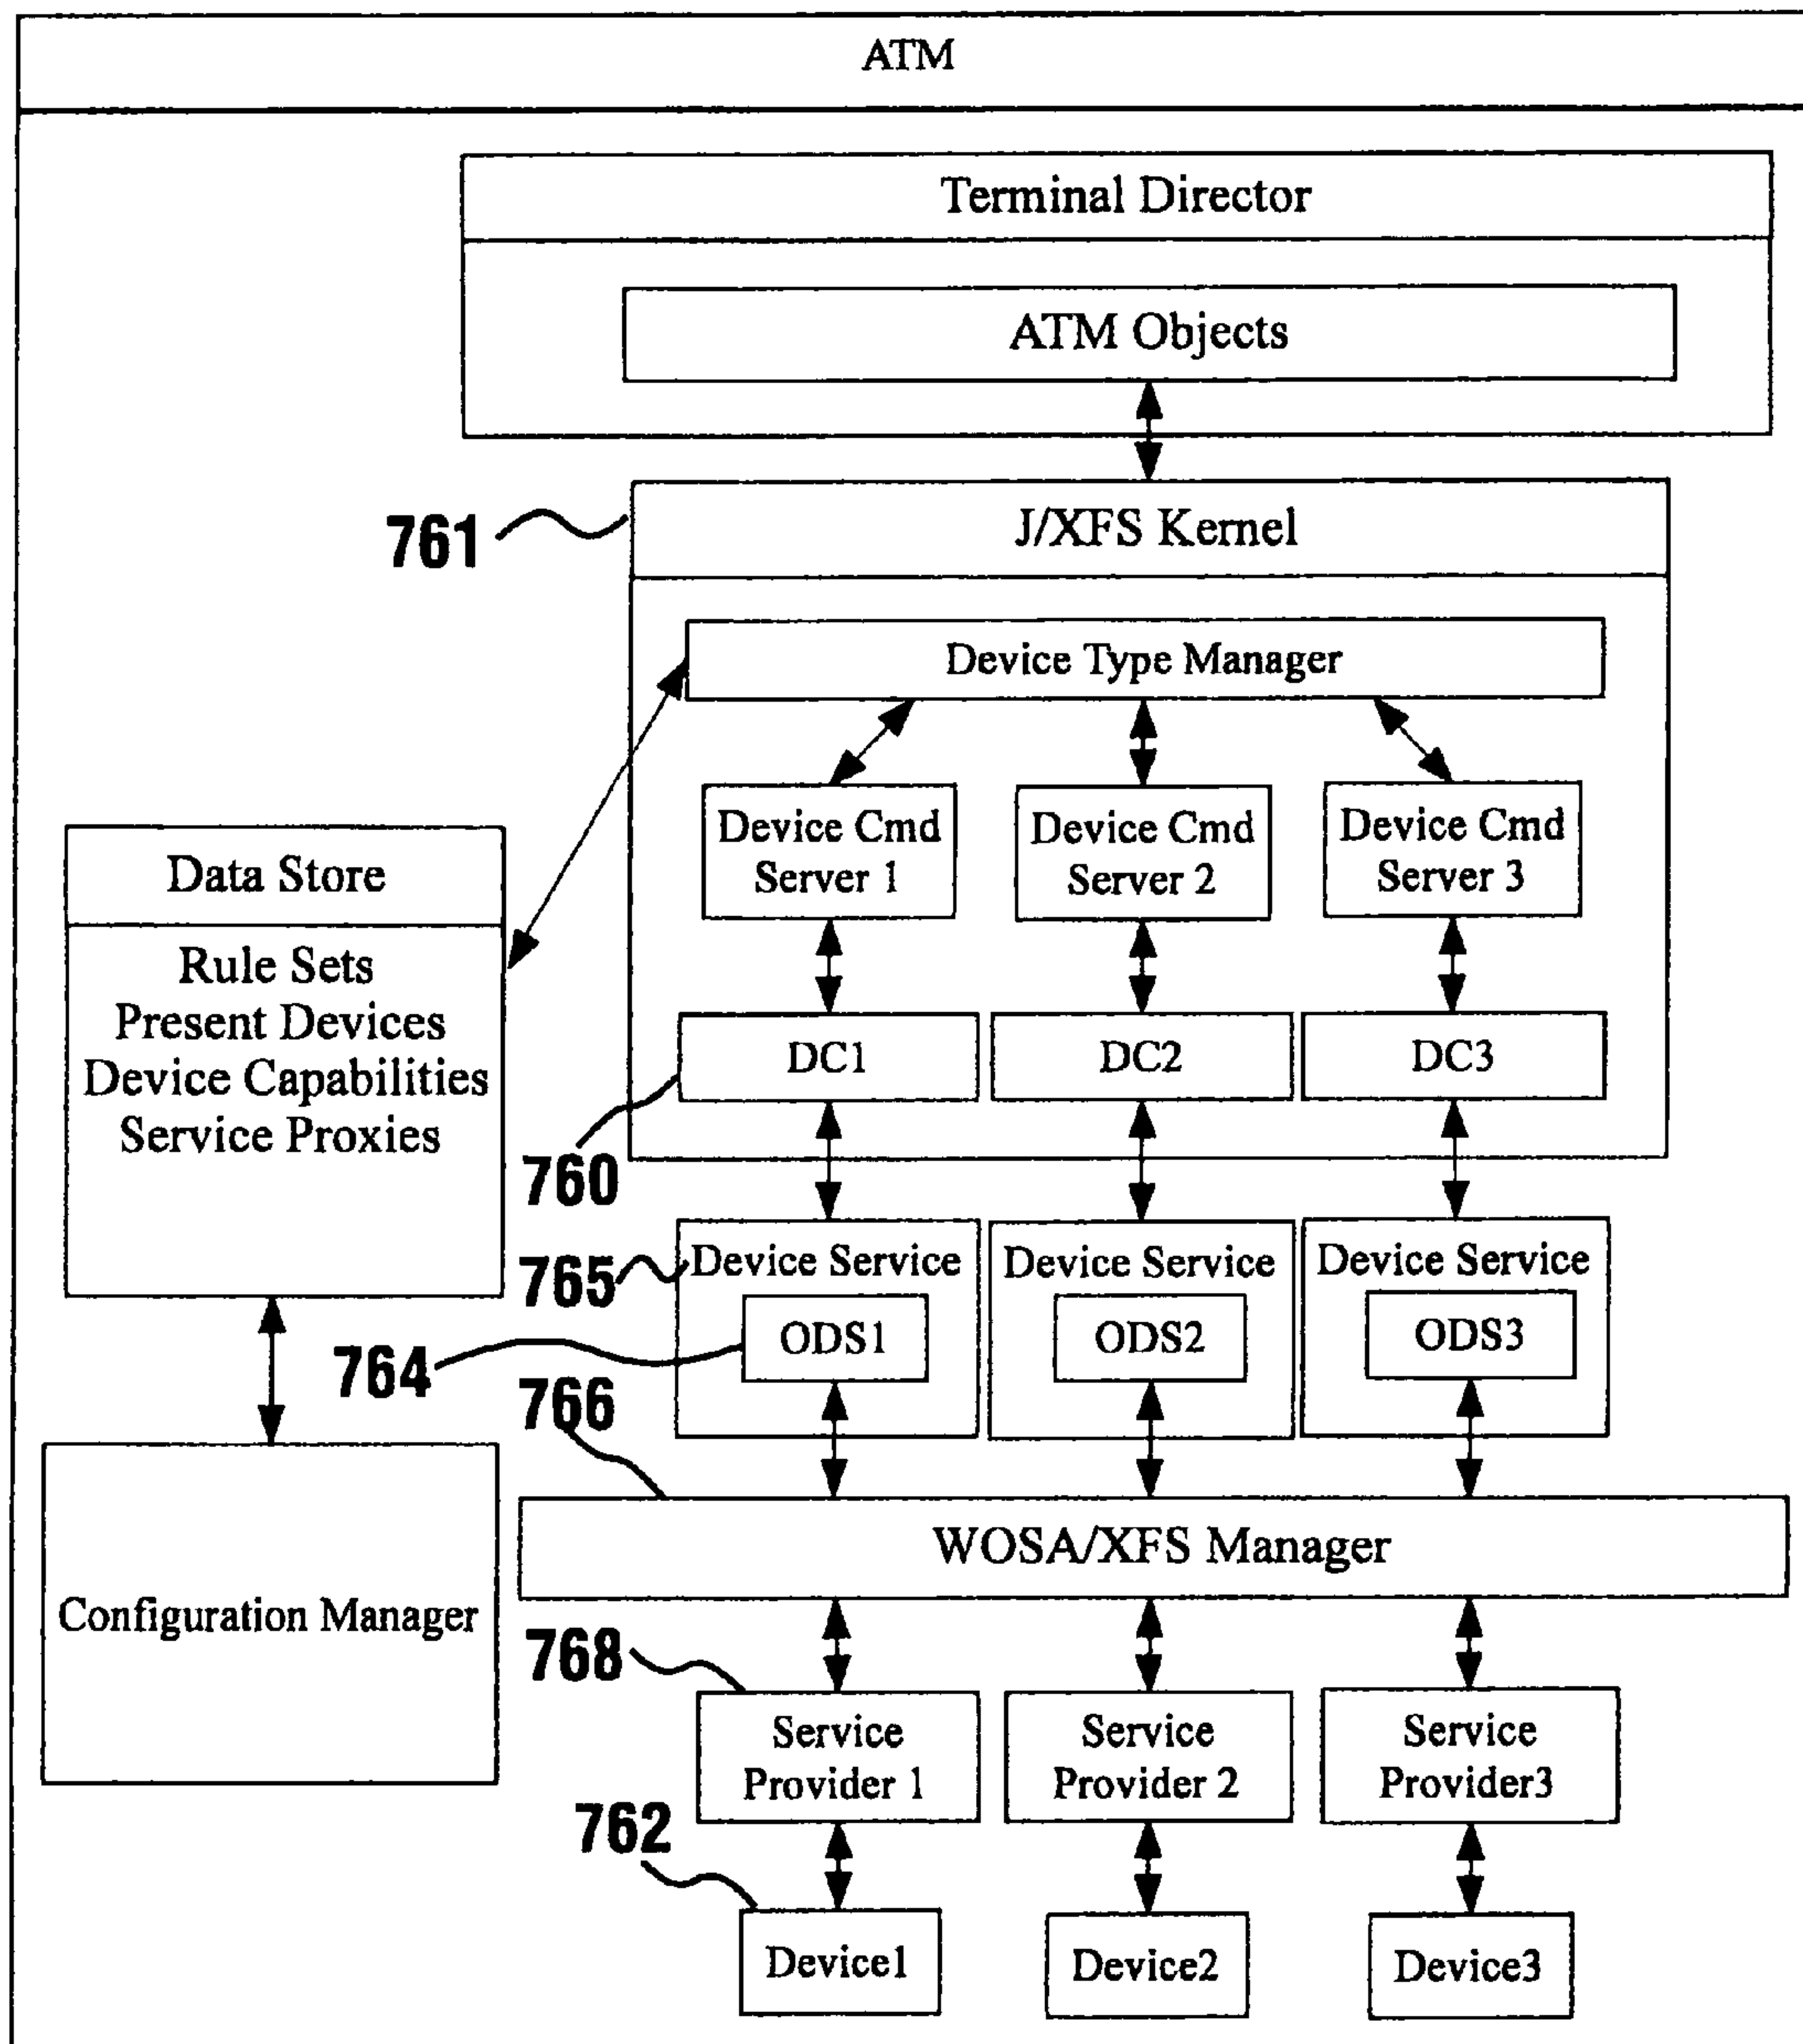 ATM
Terminal Director
ATM Objects
761
J/XFS Kernel
Device Type Manager
Device Cmd
Server 1
Device Cmd
Server 2
Device Cmd
Server 3
Data Store
Rule Sets
Present Devices
Device Capabilities
Service Proxies
DC1
DC2
DC3
760
765
Device Service
ODS1
Device Service
ODS2
Device Service
ODS3
764
766
WOSA/XFS Manager
Configuration Manager
768
Service
Provider 1
Service
Provider 2
Service
Provider3
762
Device1
Device2
Device3